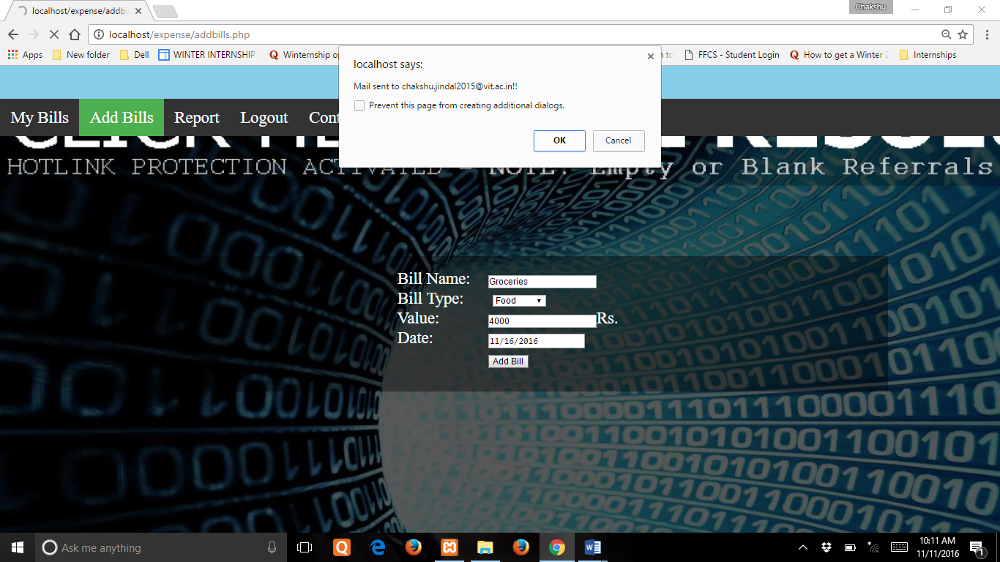 localhost/expense/addbi
Chakshu
localhost/expense/addbills.php
Apps New folder Dell WINTER INTERNSHIP Winternship op n to FFCS - Student Login How to get a Winter 2 Internships
localhost says:
Mail sent to chakshu.jindal2015@vit.ac.in!!
Prevent this page from creating additional dialogs.
OK Cancel
My Bills Add Bills Report Logout Cont
HOTLINK PROTECTION ACTIVATED - NOTE: Empty or Blank Referrals
Bill Name: Groceries
Bill Type: Food
Value: 4000 Rs.
Date: 11/16/2016
Add Bill
Ask me anything
10:11 AM
11/11/2016
1